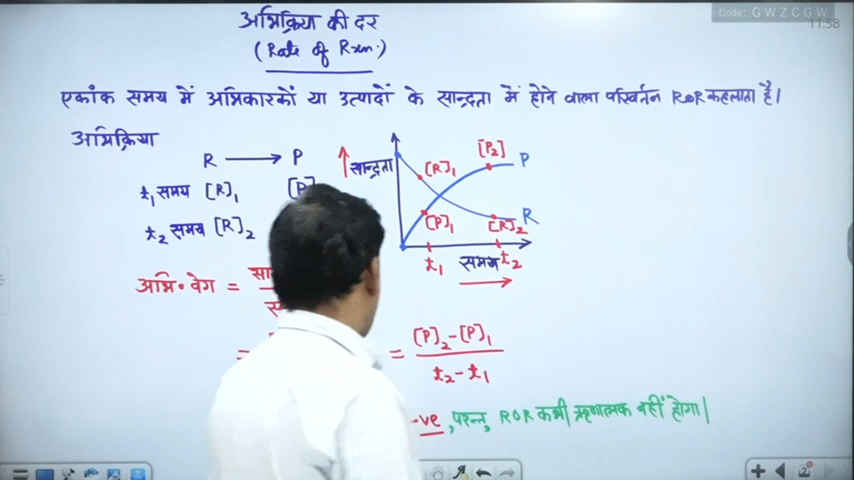 Code: G W Z C G W
11:58
अभिक्रिया की दर
(Rate of Rxn.)
एकांक समय में अभिकारकों या उत्पादों के सान्द्रता में होने वाला परिवर्तन ROR कहलाता है।
अभिक्रिया
R → P
t₁ समय [R]₁ [P]
t₂ समय [R]₂
सान्द्रता
[R]₁ [P₂] P
[P]₁ [R]₂ R
t₁ समय t₂
अभि. वेग =
= = [P]₂-[P]₁
t₂ - t₁
-ve, परन्तु, ROR कभी ऋणात्मक नहीं होगा।